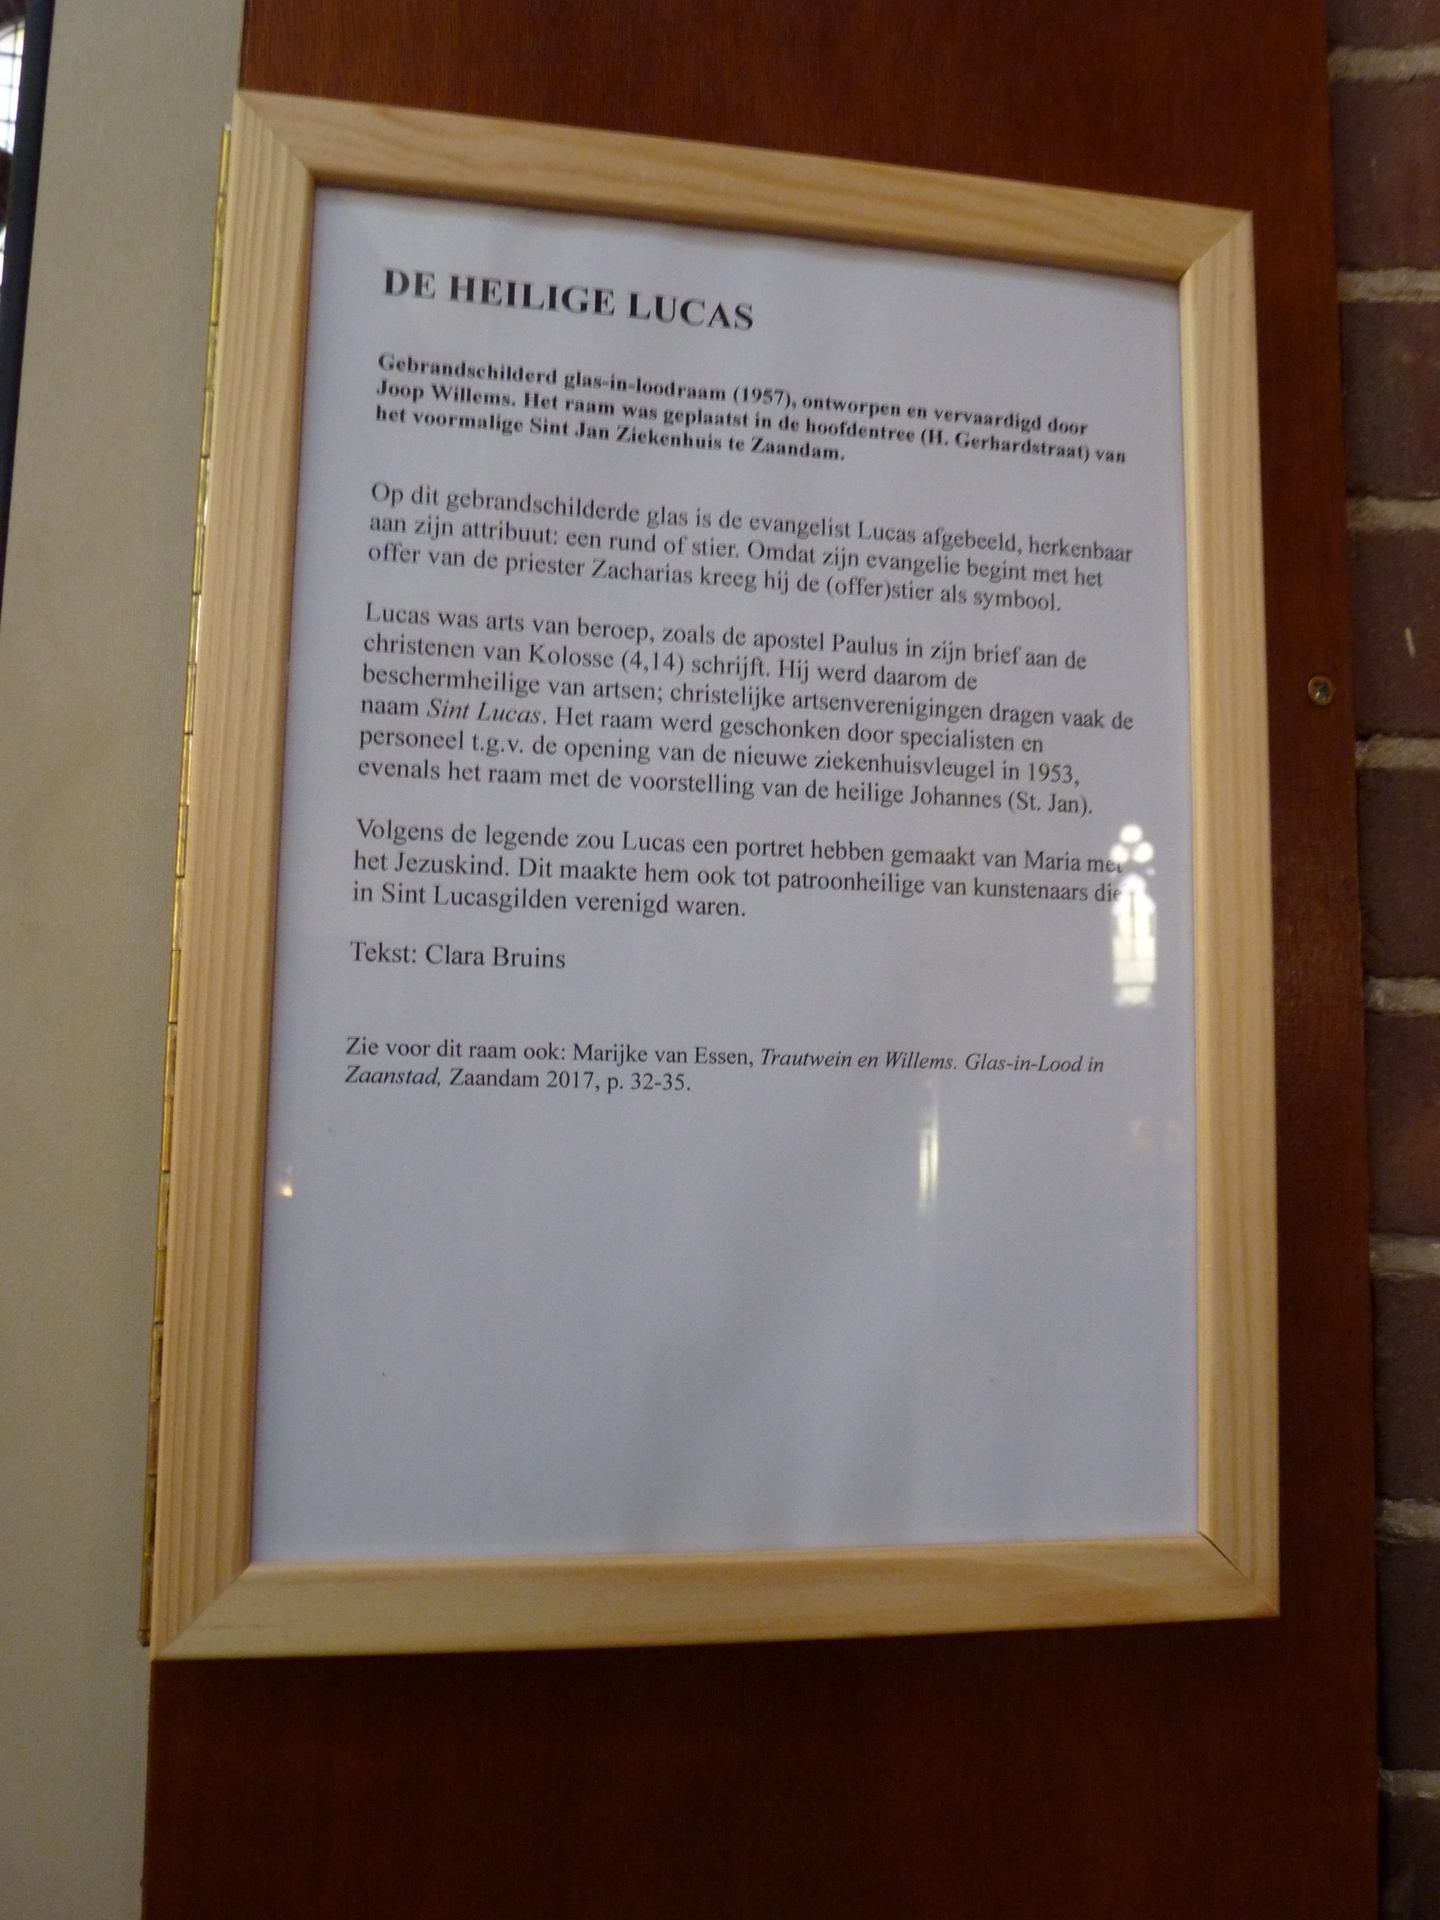 DE HEILIGE LUCAS
Gebrandschilderd glas-in-loodraam (1957), ontworpen en vervaardigd door
Joop Willems. Het raam was geplaatst in de hoofdentree (H. Gerhardstraat) van
het voormalige Sint Jan Ziekenhuis te Zaandam.
Op dit gebrandschilderde glas is de evangelist Lucas afgebeeld, herkenbaar
aan zijn attribuut: een rund of stier. Omdat zijn evangelie begint met het
offer van de priester Zacharias kreeg hij de (offer)stier als symbool.
Lucas was arts van beroep, zoals de apostel Paulus in zijn brief aan de
christenen van Kolosse (4,14) schrijft. Hij werd daarom de
beschermheilige van artsen; christelijke artsenverenigingen dragen vaak de
naam Sint Lucas. Het raam werd geschonken door specialisten en
personeel t.g.v. de opening van de nieuwe ziekenhuisvleugel in 1953,
evenals het raam met de voorstelling van de heilige Johannes (St. Jan).
Volgens de legende zou Lucas een portret hebben gemaakt van Maria met
het Jezuskind. Dit maakte hem ook tot patroonheilige van kunstenaars die
in Sint Lucasgilden verenigd waren.
Tekst: Clara Bruins
Zie voor dit raam ook: Marijke van Essen, Trautwein en Willems. Glas-in-Lood in
Zaanstad, Zaandam 2017, p. 32-35.